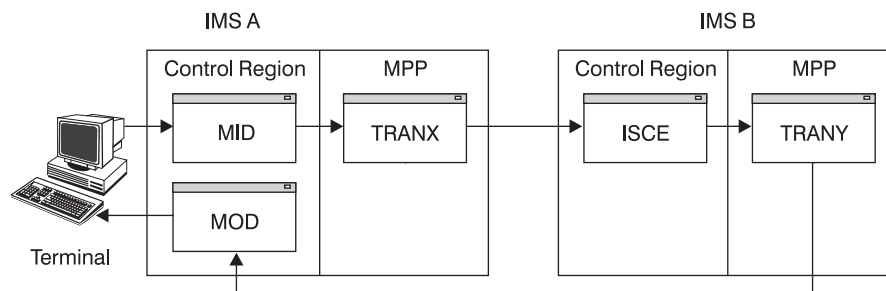 IMS A
IMS B
Control Region
MPP
Control Region
MPP
MID
TRANX
ISCE
TRANY
MOD
Terminal